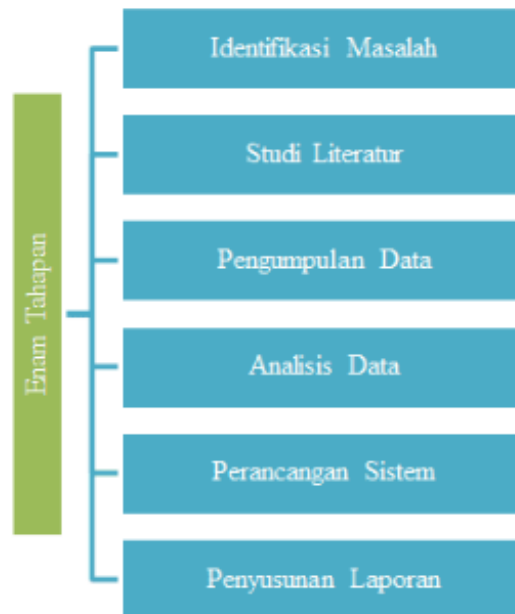 Enam Tahapan
Identifikasi Masalah
Studi Literatur
Pengumpulan Data
Analisis Data
Perancangan Sistem
Penyusunan Laporan